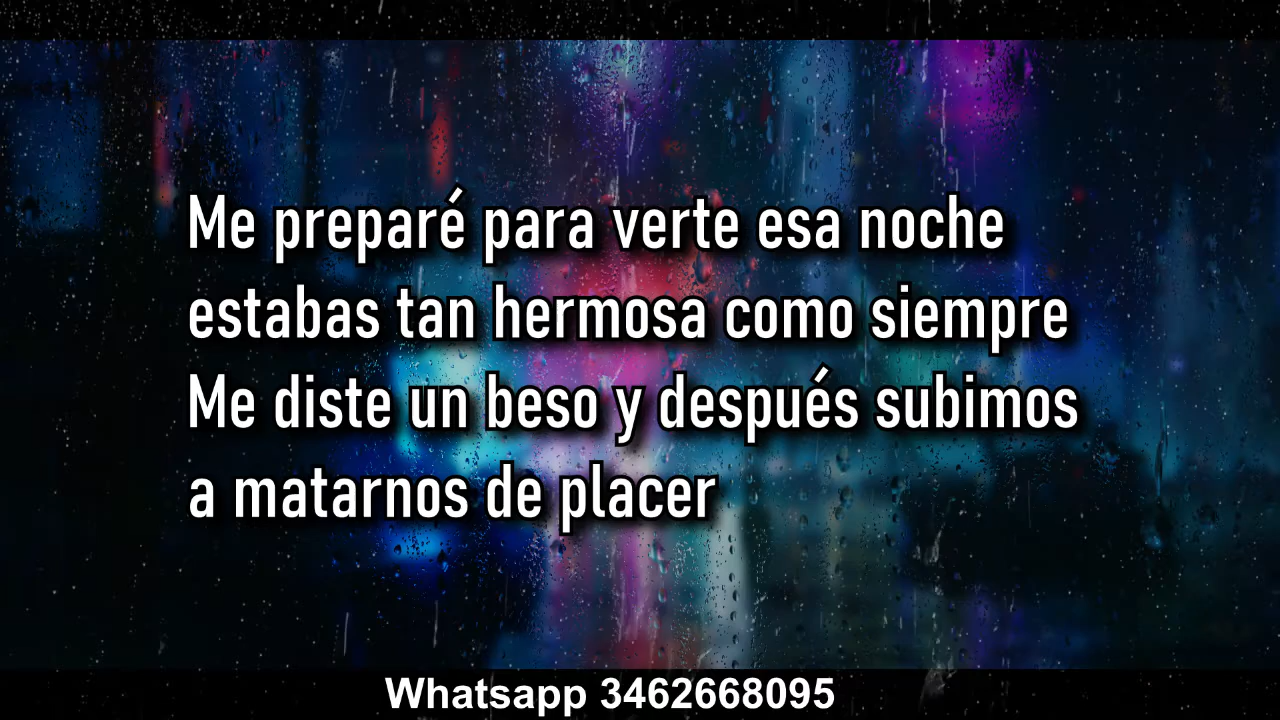 Me preparé para verte esa noche
estabas tan hermosa como siempre
Me diste un beso y después subimos
a matarnos de placer
Whatsapp 3462668095